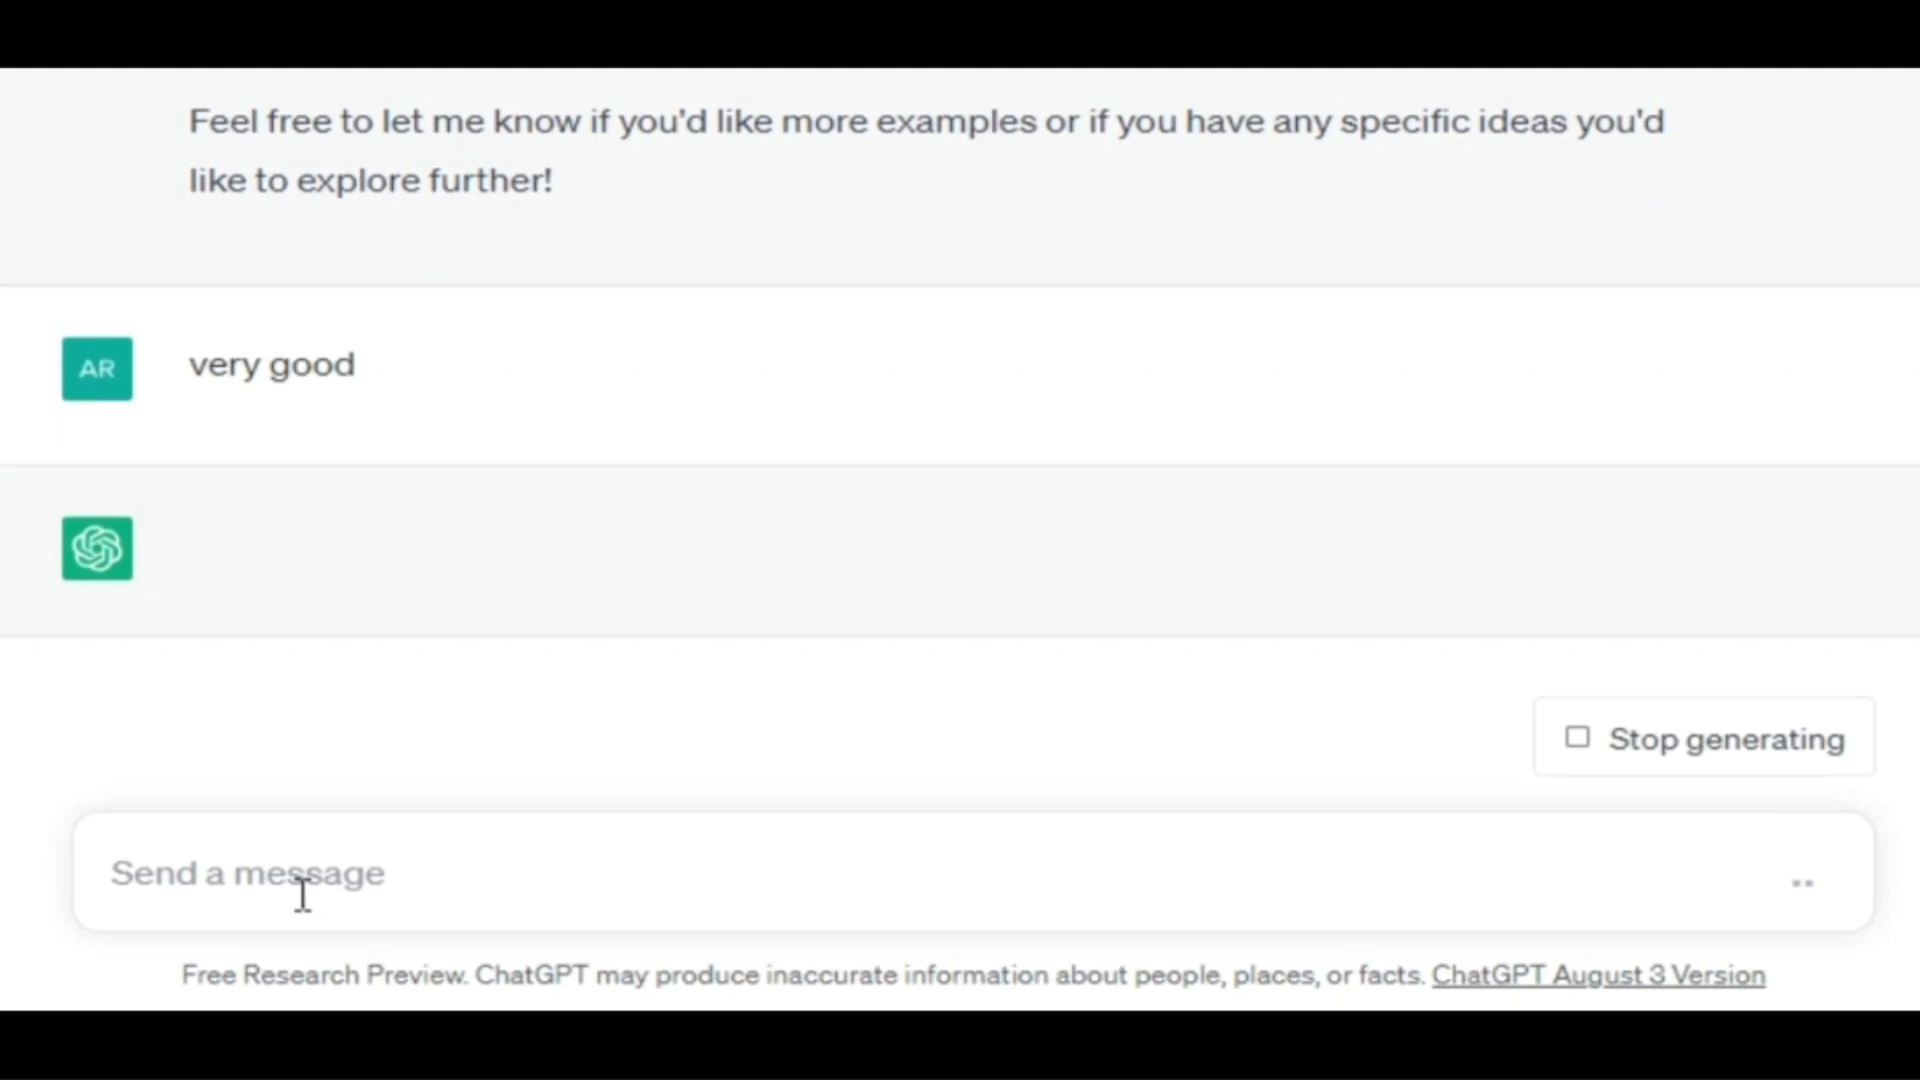 Feel free to let me know if you'd like more examples or if you have any specific ideas you'd
like to explore further!
AR
very good
Stop generating
Send a message
Free Research Preview. ChatGPT may produce inaccurate information about people, places, or facts. ChatGPT August 3 Version